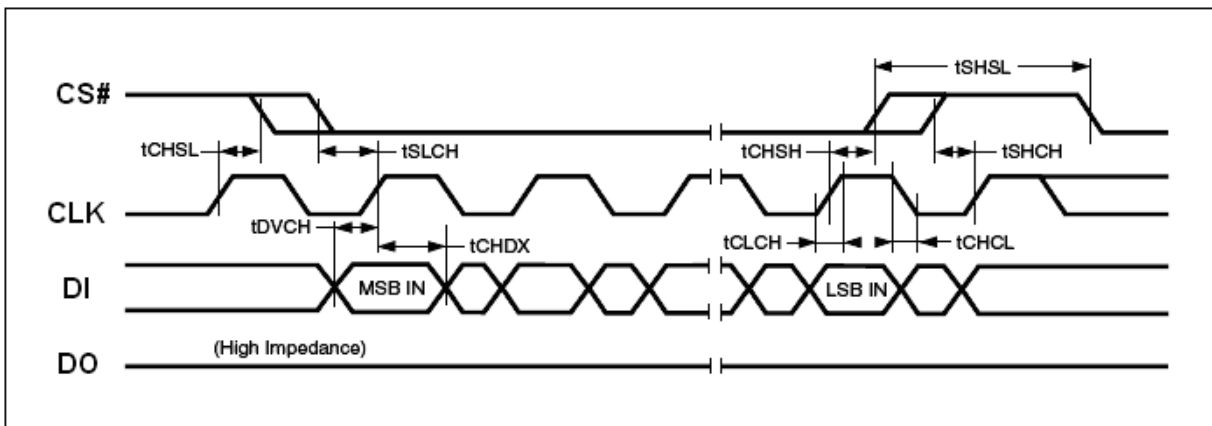 tSHSL
CS#
tCHSL
tSLCH
tCHSH
tSHCH
CLK
tDVCH
tCHDX
tCLCH
tCHCL
DI
MSB IN
LSB IN
(High Impedance)
DO